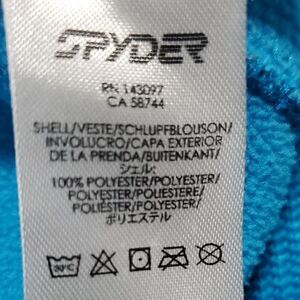 SPYDER
RN 143097
CA 58744
SHELL/VESTE/SCHLUPFBLOUSON/
INVOLUCRO/CAPA EXTERIOR
DE LA PRENDA/BUITENKANT/
シェル:
100% POLYESTER/POLYESTER/
POLYESTER/POLIESTERE/
POLIÉSTER/POLYESTER/
ポリエステル
30°C